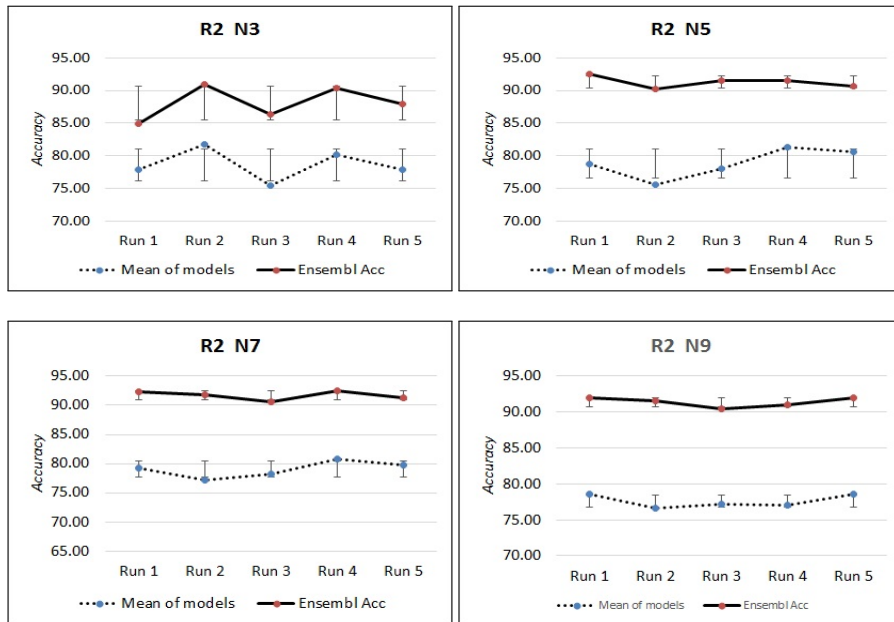 R2 N3
95.00
90.00
85.00
80.00
75.00
70.00
Accuracy
Run 1 Run 2 Run 3 Run 4 Run 5
Mean of models Ensembl Acc
R2 N5
95.00
90.00
85.00
80.00
75.00
70.00
Accuracy
Run 1 Run 2 Run 3 Run 4 Run 5
Mean of models Ensembl Acc
R2 N7
95.00
90.00
85.00
80.00
75.00
70.00
65.00
Accuracy
Run 1 Run 2 Run 3 Run 4 Run 5
Mean of models Ensembl Acc
R2 N9
95.00
90.00
85.00
80.00
75.00
70.00
Accuracy
Run 1 Run 2 Run 3 Run 4 Run 5
Mean of models Ensembl Acc